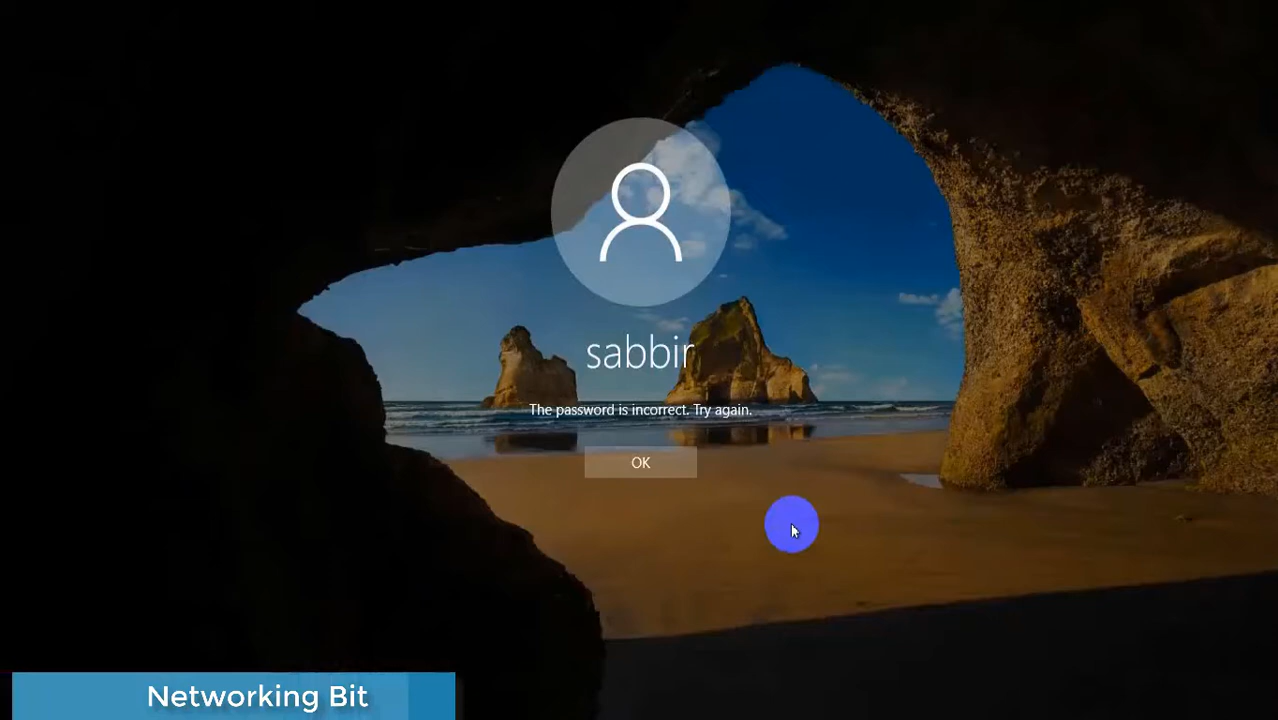 sabbir
The password is incorrect. Try again.
OK
Networking Bit